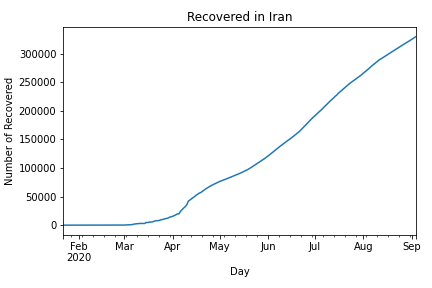 Recovered in Iran
Number of Recovered
300000
250000
200000
150000
100000
50000
0
Feb Mar Apr May Jun Jul Aug Sep
2020
Day